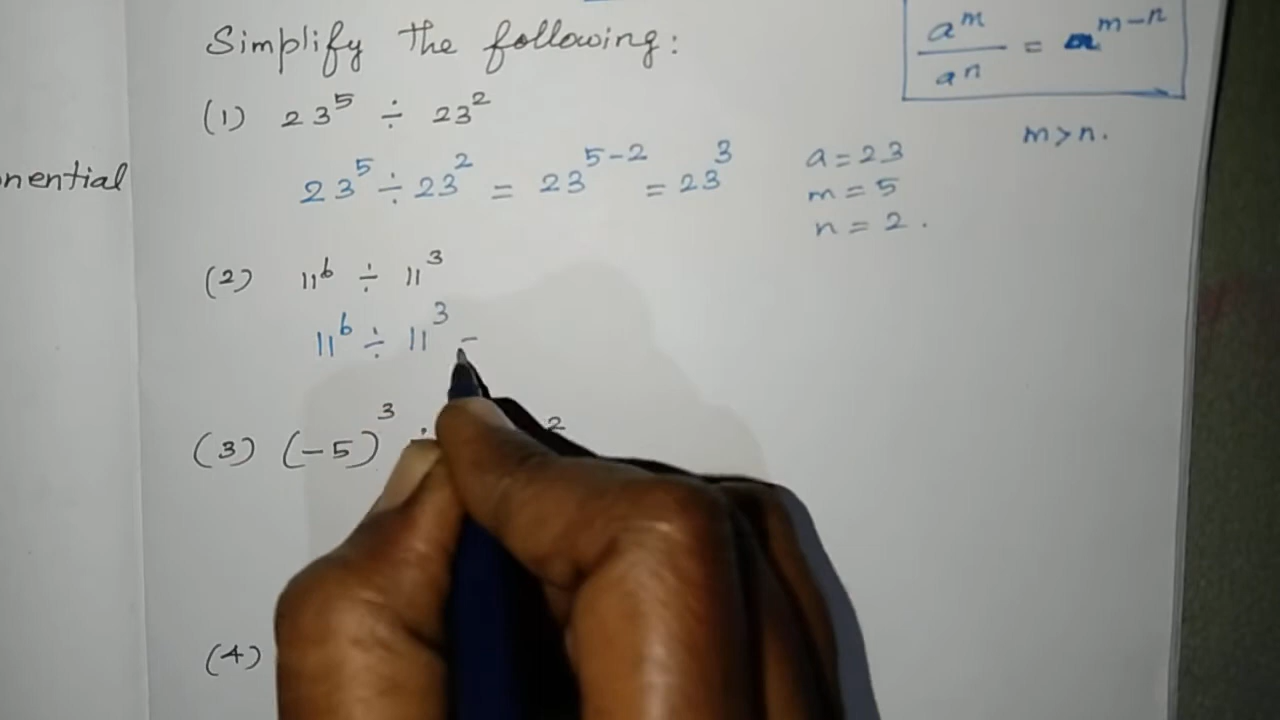 Simplify the following:
a^m / a^n = a^(m-n)
m > n.
(1) 23^5 ÷ 23^2
nential
23^5 ÷ 23^2 = 23^(5-2) = 23^3
a = 23
m = 5
n = 2.
(2) 11^6 ÷ 11^3
11^6 ÷ 11^3 -
(3) (-5)^3 ÷ ^2
(4)